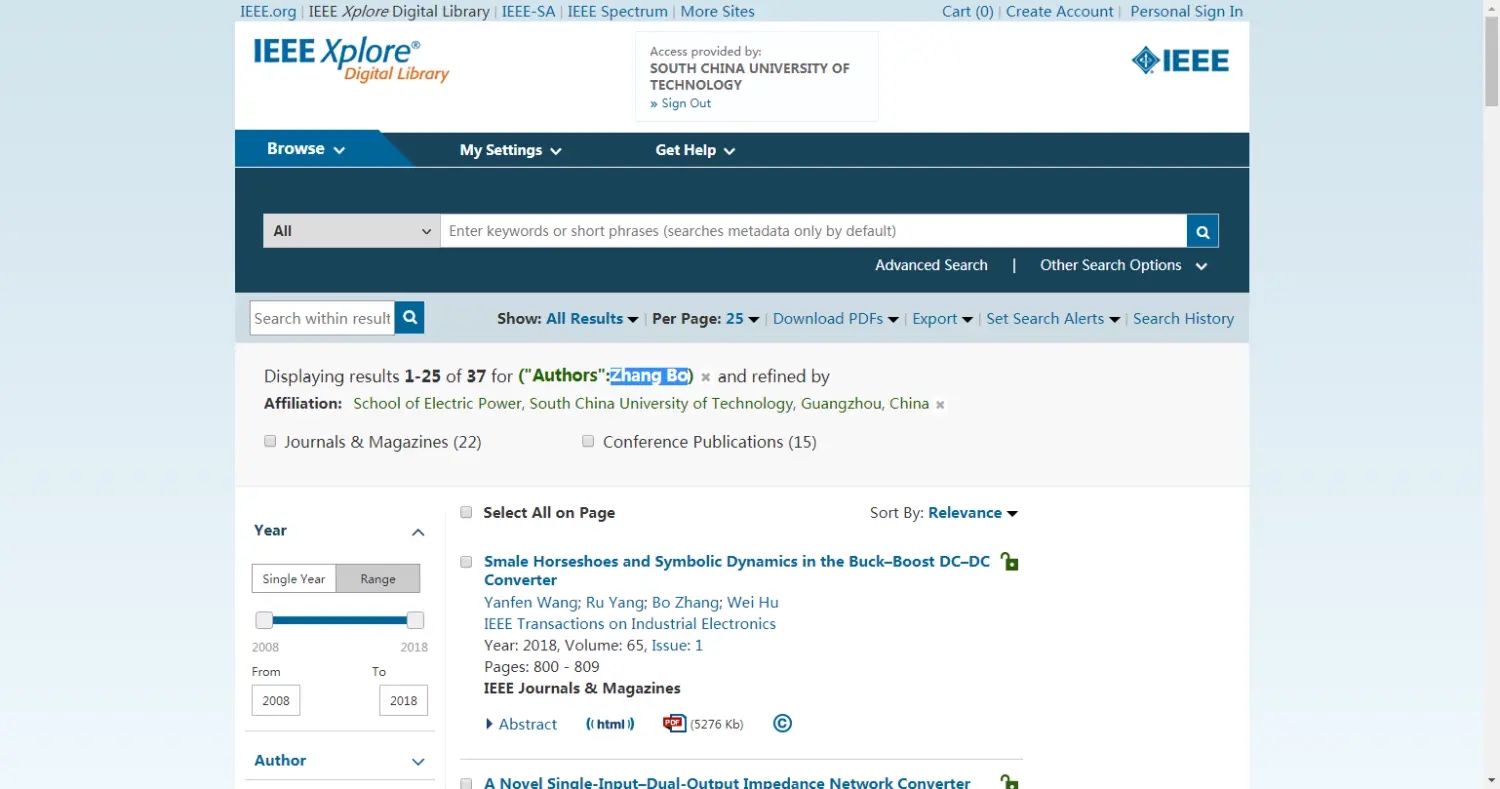 IEEE.org | IEEE Xplore Digital Library | IEEE-SA | IEEE Spectrum | More Sites
Cart (0) | Create Account | Personal Sign In
IEEE Xplore®
Digital Library
Access provided by:
SOUTH CHINA UNIVERSITY OF
TECHNOLOGY
» Sign Out
IEEE
Browse
My Settings
Get Help
All
Enter keywords or short phrases (searches metadata only by default)
Advanced Search | Other Search Options
Search within result
Show: All Results | Per Page: 25 | Download PDFs | Export | Set Search Alerts | Search History
Displaying results 1-25 of 37 for ("Authors":Zhang Bo) × and refined by
Affiliation: School of Electric Power, South China University of Technology, Guangzhou, China ×
Journals & Magazines (22)
Conference Publications (15)
Year
Single Year
Range
2008
2018
From
To
2008
2018
Author
Select All on Page
Sort By: Relevance
Smale Horseshoes and Symbolic Dynamics in the Buck–Boost DC–DC
Converter
Yanfen Wang; Ru Yang; Bo Zhang; Wei Hu
IEEE Transactions on Industrial Electronics
Year: 2018, Volume: 65, Issue: 1
Pages: 800 - 809
IEEE Journals & Magazines
Abstract
((html))
PDF (5276 Kb)
©
A Novel Single-Input–Dual-Output Impedance Network Converter